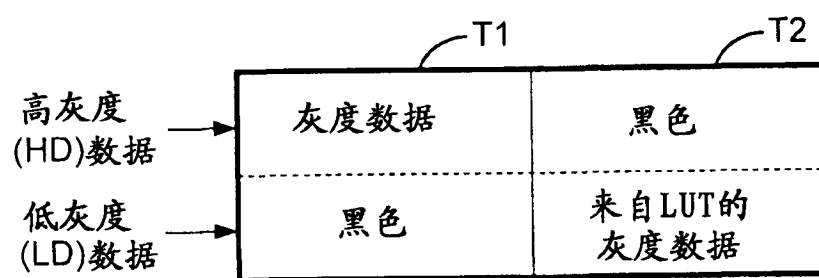 T1
T2
高灰度
(HD)数据
灰度数据
黑色
低灰度
(LD)数据
黑色
来自LUT的
灰度数据